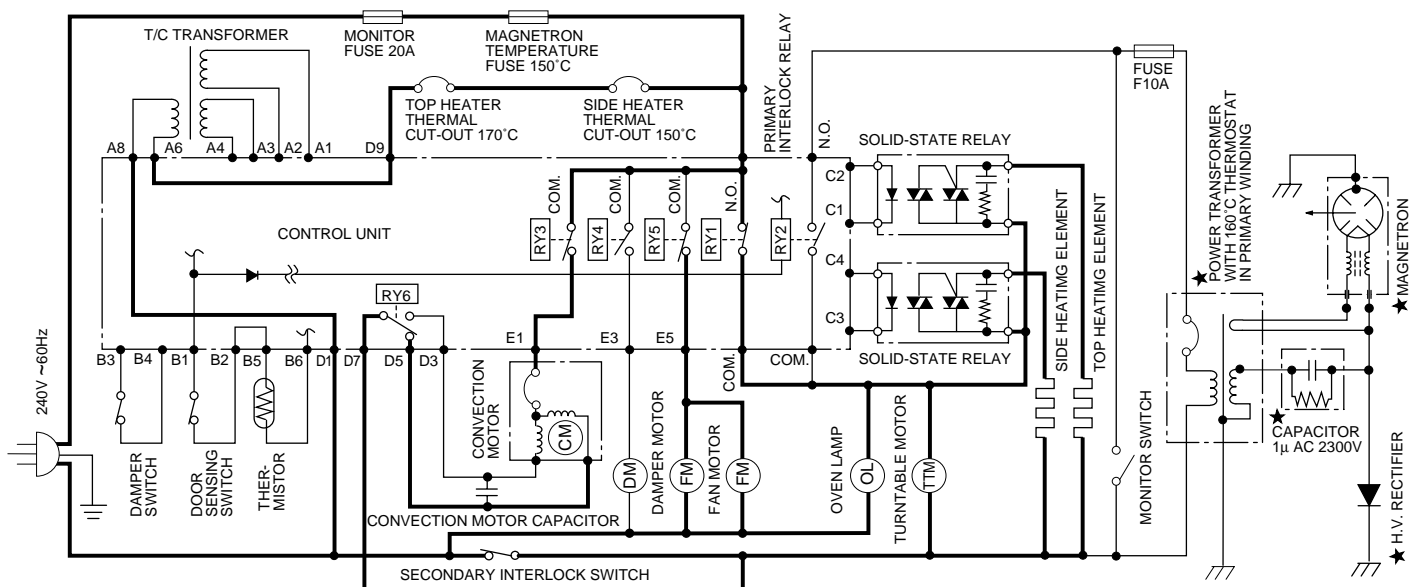 T/C TRANSFORMER
MONITOR
FUSE 20A
MAGNETRON
TEMPERATURE
FUSE 150˚C
TOP HEATER
THERMAL
CUT-OUT 170˚C
SIDE HEATER
THERMAL
CUT-OUT 150˚C
PRIMARY
INTERLOCK RELAY
N.O.
FUSE
F10A
A8
A6
A4
A3
A2
A1
D9
SOLID-STATE RELAY
C2
C1
C4
C3
SOLID-STATE RELAY
COM.
COM.
COM.
N.O.
RY3
RY4
RY5
RY1
RY2
CONTROL UNIT
RY6
SIDE HEATIMG ELEMENT
TOP HEATIMG ELEMENT
★ POWER TRANSFORMER
WITH 160˚C THERMOSTAT
IN PRIMARY WINDING
★ MAGNETRON
240V ~60Hz
B3
B4
B1
B2
B5
B6
D1
D7
D5
D3
E1
E3
E5
COM.
COM.
DAMPER
SWITCH
DOOR
SENSING
SWITCH
THER-
MISTOR
CONVECTION
MOTOR
CM
CONVECTION MOTOR CAPACITOR
DM
DAMPER MOTOR
FM
FAN MOTOR
FM
OVEN LAMP
OL
TURNTABLE MOTOR
TTM
MONITOR SWITCH
★
CAPACITOR
1µ AC 2300V
★ H.V. RECTIFIER
SECONDARY INTERLOCK SWITCH